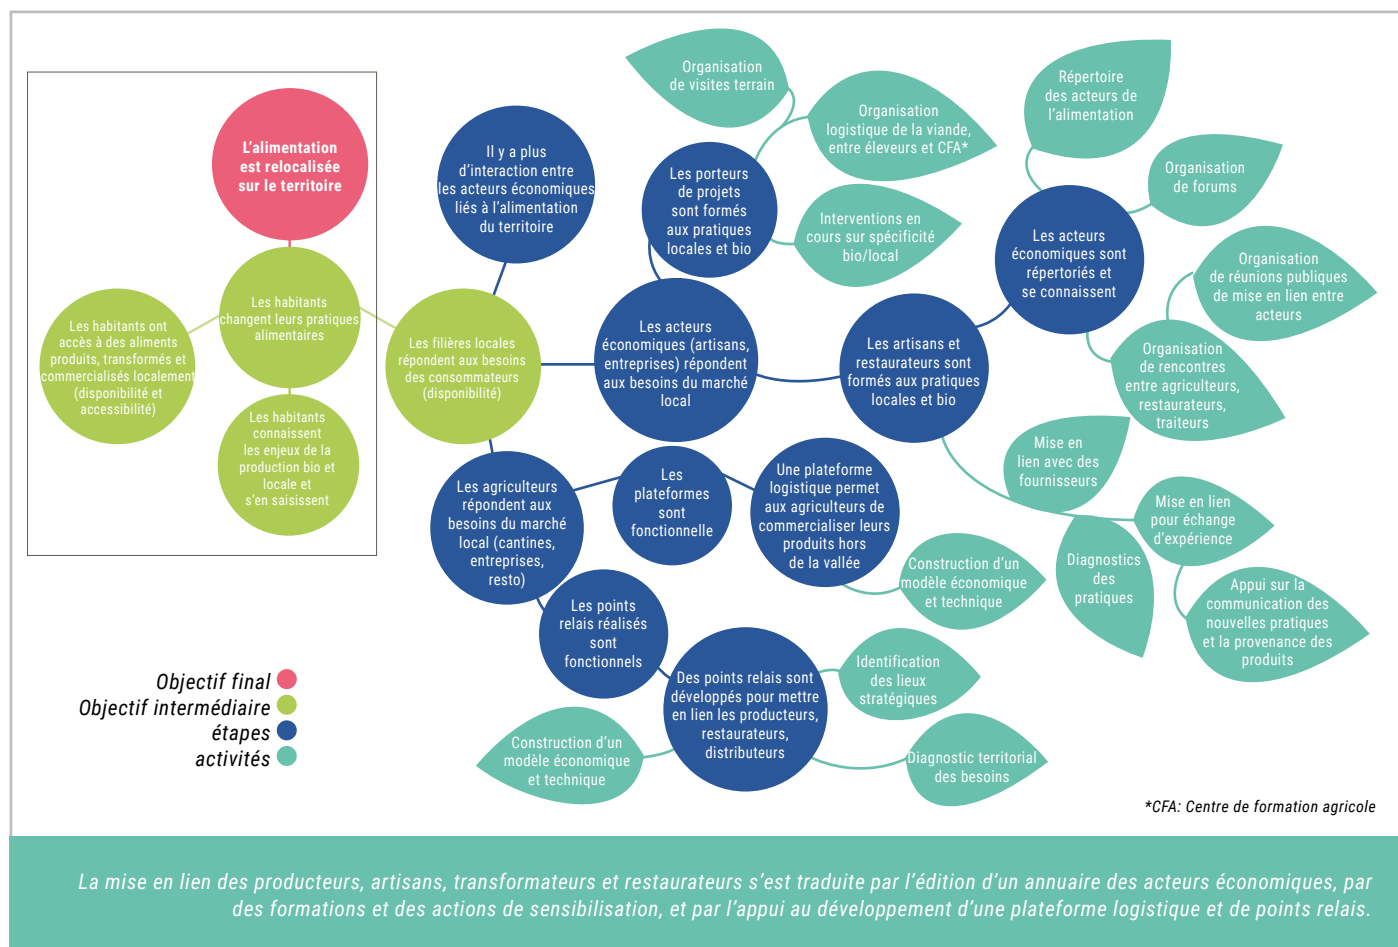 L'alimentation
est relocalisée
sur le territoire
Les habitants
changent leurs pratiques
alimentaires
Les habitants ont
accès à des aliments
produits, transformés et
commercialisés localement
(disponibilité et
accessibilité)
Les habitants
connaissent
les enjeux de la
production bio et
locale et
s'en saisissent
Les filières locales
répondent aux besoins
des consommateurs
(disponibilité)
Il y a plus
d'interaction entre
les acteurs économiques
liés à l'alimentation
du territoire
Les acteurs
économiques (artisans,
entreprises) répondent
aux besoins du marché
local
Les porteurs
de projets
sont formés
aux pratiques
locales et bio
Organisation
de visites terrain
Organisation
logistique de la viande,
entre éleveurs et CFA*
Interventions en
cours sur spécificité
bio/local
Les artisans et
restaurateurs sont
formés aux pratiques
locales et bio
Les acteurs
économiques sont
répertoriés et
se connaissent
Répertoire
des acteurs de
l'alimentation
Organisation
de forums
Organisation
de réunions publiques
de mise en lien entre
acteurs
Organisation
de rencontres
entre agriculteurs,
restaurateurs,
traiteurs
Mise en
lien avec des
fournisseurs
Mise en lien
pour échange
d'expérience
Diagnostics
des
pratiques
Appui sur la
communication des
nouvelles pratiques
et la provenance des
produits
Les agriculteurs
répondent aux
besoins du marché
local (cantines,
entreprises,
resto)
Les
plateformes
sont
fonctionnelle
Une plateforme
logistique permet
aux agriculteurs de
commercialiser leurs
produits hors
de la vallée
Construction d'un
modèle économique
et technique
Les points
relais réalisés
sont
fonctionnels
Des points relais sont
développés pour mettre
en lien les producteurs,
restaurateurs,
distributeurs
Identification
des lieux
stratégiques
Diagnostic territorial
des besoins
Construction d'un
modèle économique
et technique
Objectif final
Objectif intermédiaire
étapes
activités
*CFA: Centre de formation agricole
La mise en lien des producteurs, artisans, transformateurs et restaurateurs s'est traduite par l'édition d'un annuaire des acteurs économiques, par
des formations et des actions de sensibilisation, et par l'appui au développement d'une plateforme logistique et de points relais.